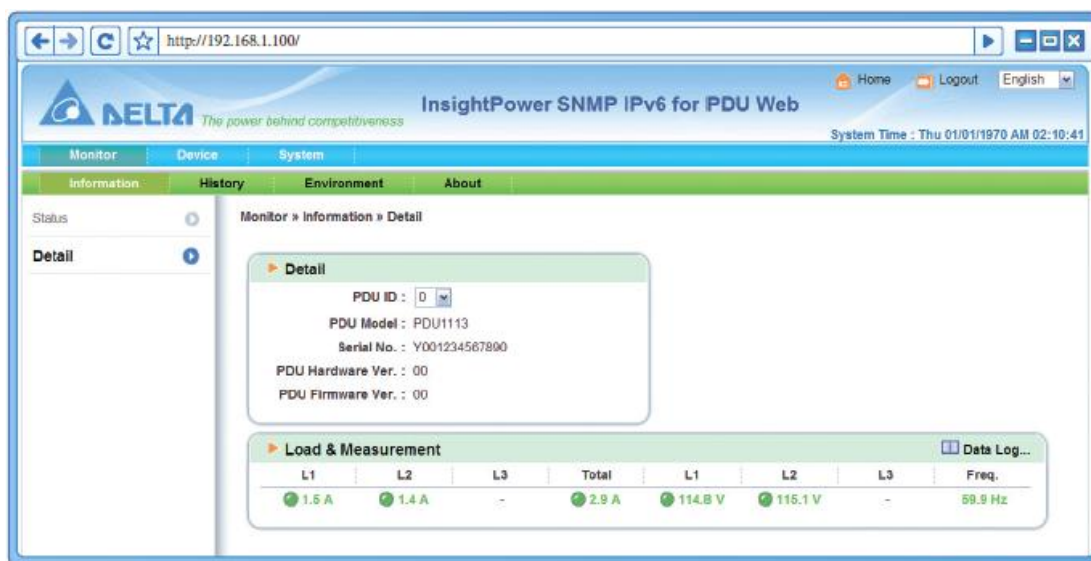 http://192.168.1.100/
Home Logout English
DELTA The power behind competitiveness InsightPower SNMP IPv6 for PDU Web
System Time : Thu 01/01/1970 AM 02:10:41
Monitor Device System
Information History Environment About
Status
Monitor » Information » Detail
Detail
Detail
PDU ID : 0
PDU Model : PDU1113
Serial No. : Y001234567890
PDU Hardware Ver. : 00
PDU Firmware Ver. : 00
Load & Measurement Data Log...
L1 L2 L3 Total L1 L2 L3 Freq.
1.5 A 1.4 A - 2.9 A 114.8 V 115.1 V - 59.9 Hz